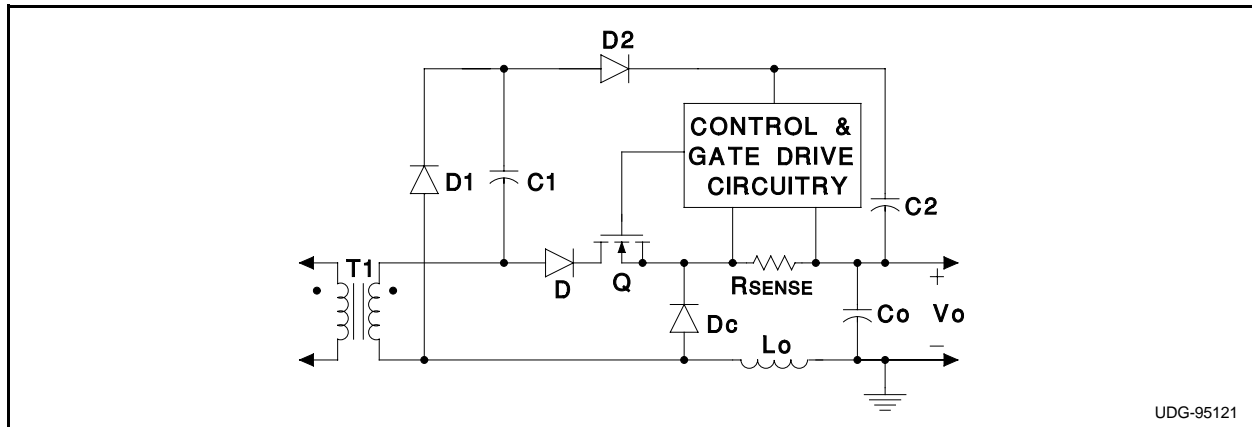 D2
CONTROL &
GATE DRIVE
CIRCUITRY
D1
C1
C2
T1
D
Q
RSENSE
+
Dc
Co
Vo
Lo
−
UDG-95121